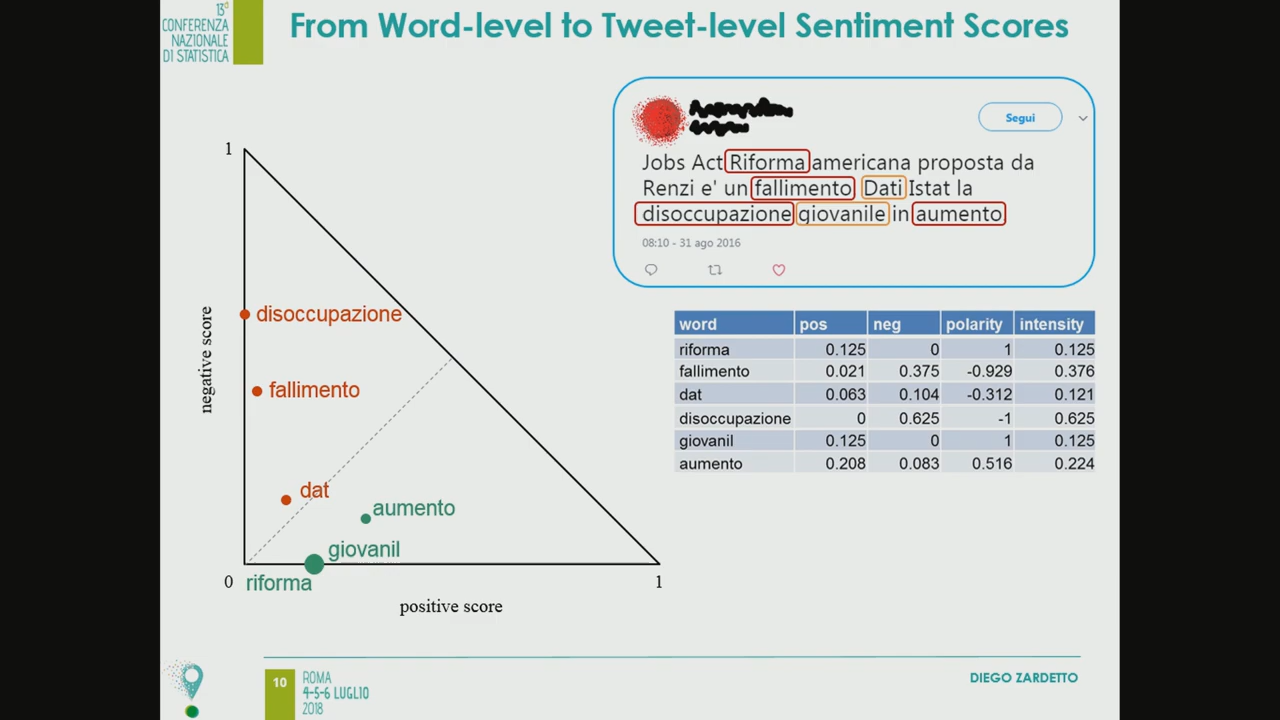 13°
CONFERENZA
NAZIONALE
DI STATISTICA
From Word-level to Tweet-level Sentiment Scores
Segui
Jobs Act Riforma americana proposta da
Renzi e' un fallimento Dati Istat la
disoccupazione giovanile in aumento
08:10 - 31 ago 2016
1
disoccupazione
fallimento
negative score
dat
aumento
giovanil
0
riforma
1
positive score
word pos neg polarity intensity
riforma 0.125 0 1 0.125
fallimento 0.021 0.375 -0.929 0.376
dat 0.063 0.104 -0.312 0.121
disoccupazione 0 0.625 -1 0.625
giovanil 0.125 0 1 0.125
aumento 0.208 0.083 0.516 0.224
10
ROMA
4-5-6 LUGLIO
2018
DIEGO ZARDETTO